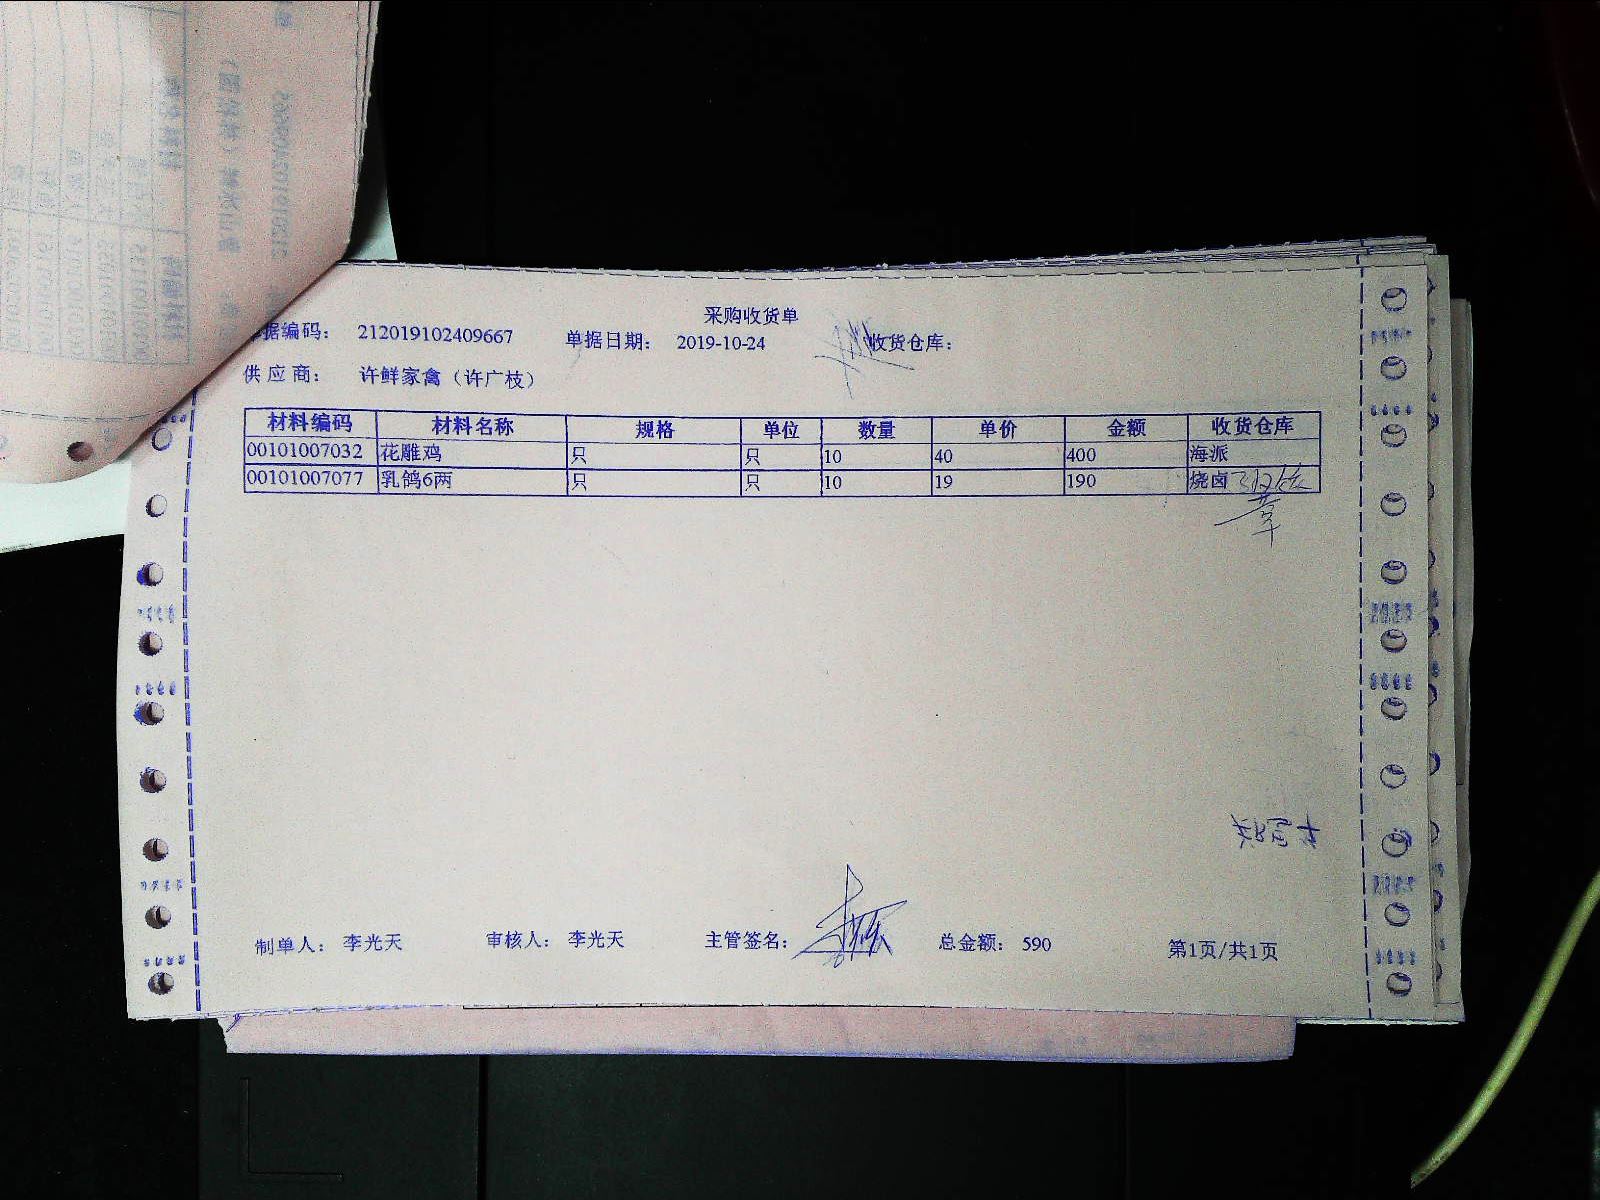 采购收货单
据编码： 212019102409667 单据日期： 2019-10-24 收货仓库：
供应商： 许鲜家禽（许广枝）
材料编码 材料名称 规格 单位 数量 单价 金额 收货仓库
00101007032 花雕鸡 只 只 10 40 400 海派
00101007077 乳鸽6两 只 只 10 19 190 烧卤
制单人： 李光天 审核人： 李光天 主管签名： 总金额： 590 第1页/共1页